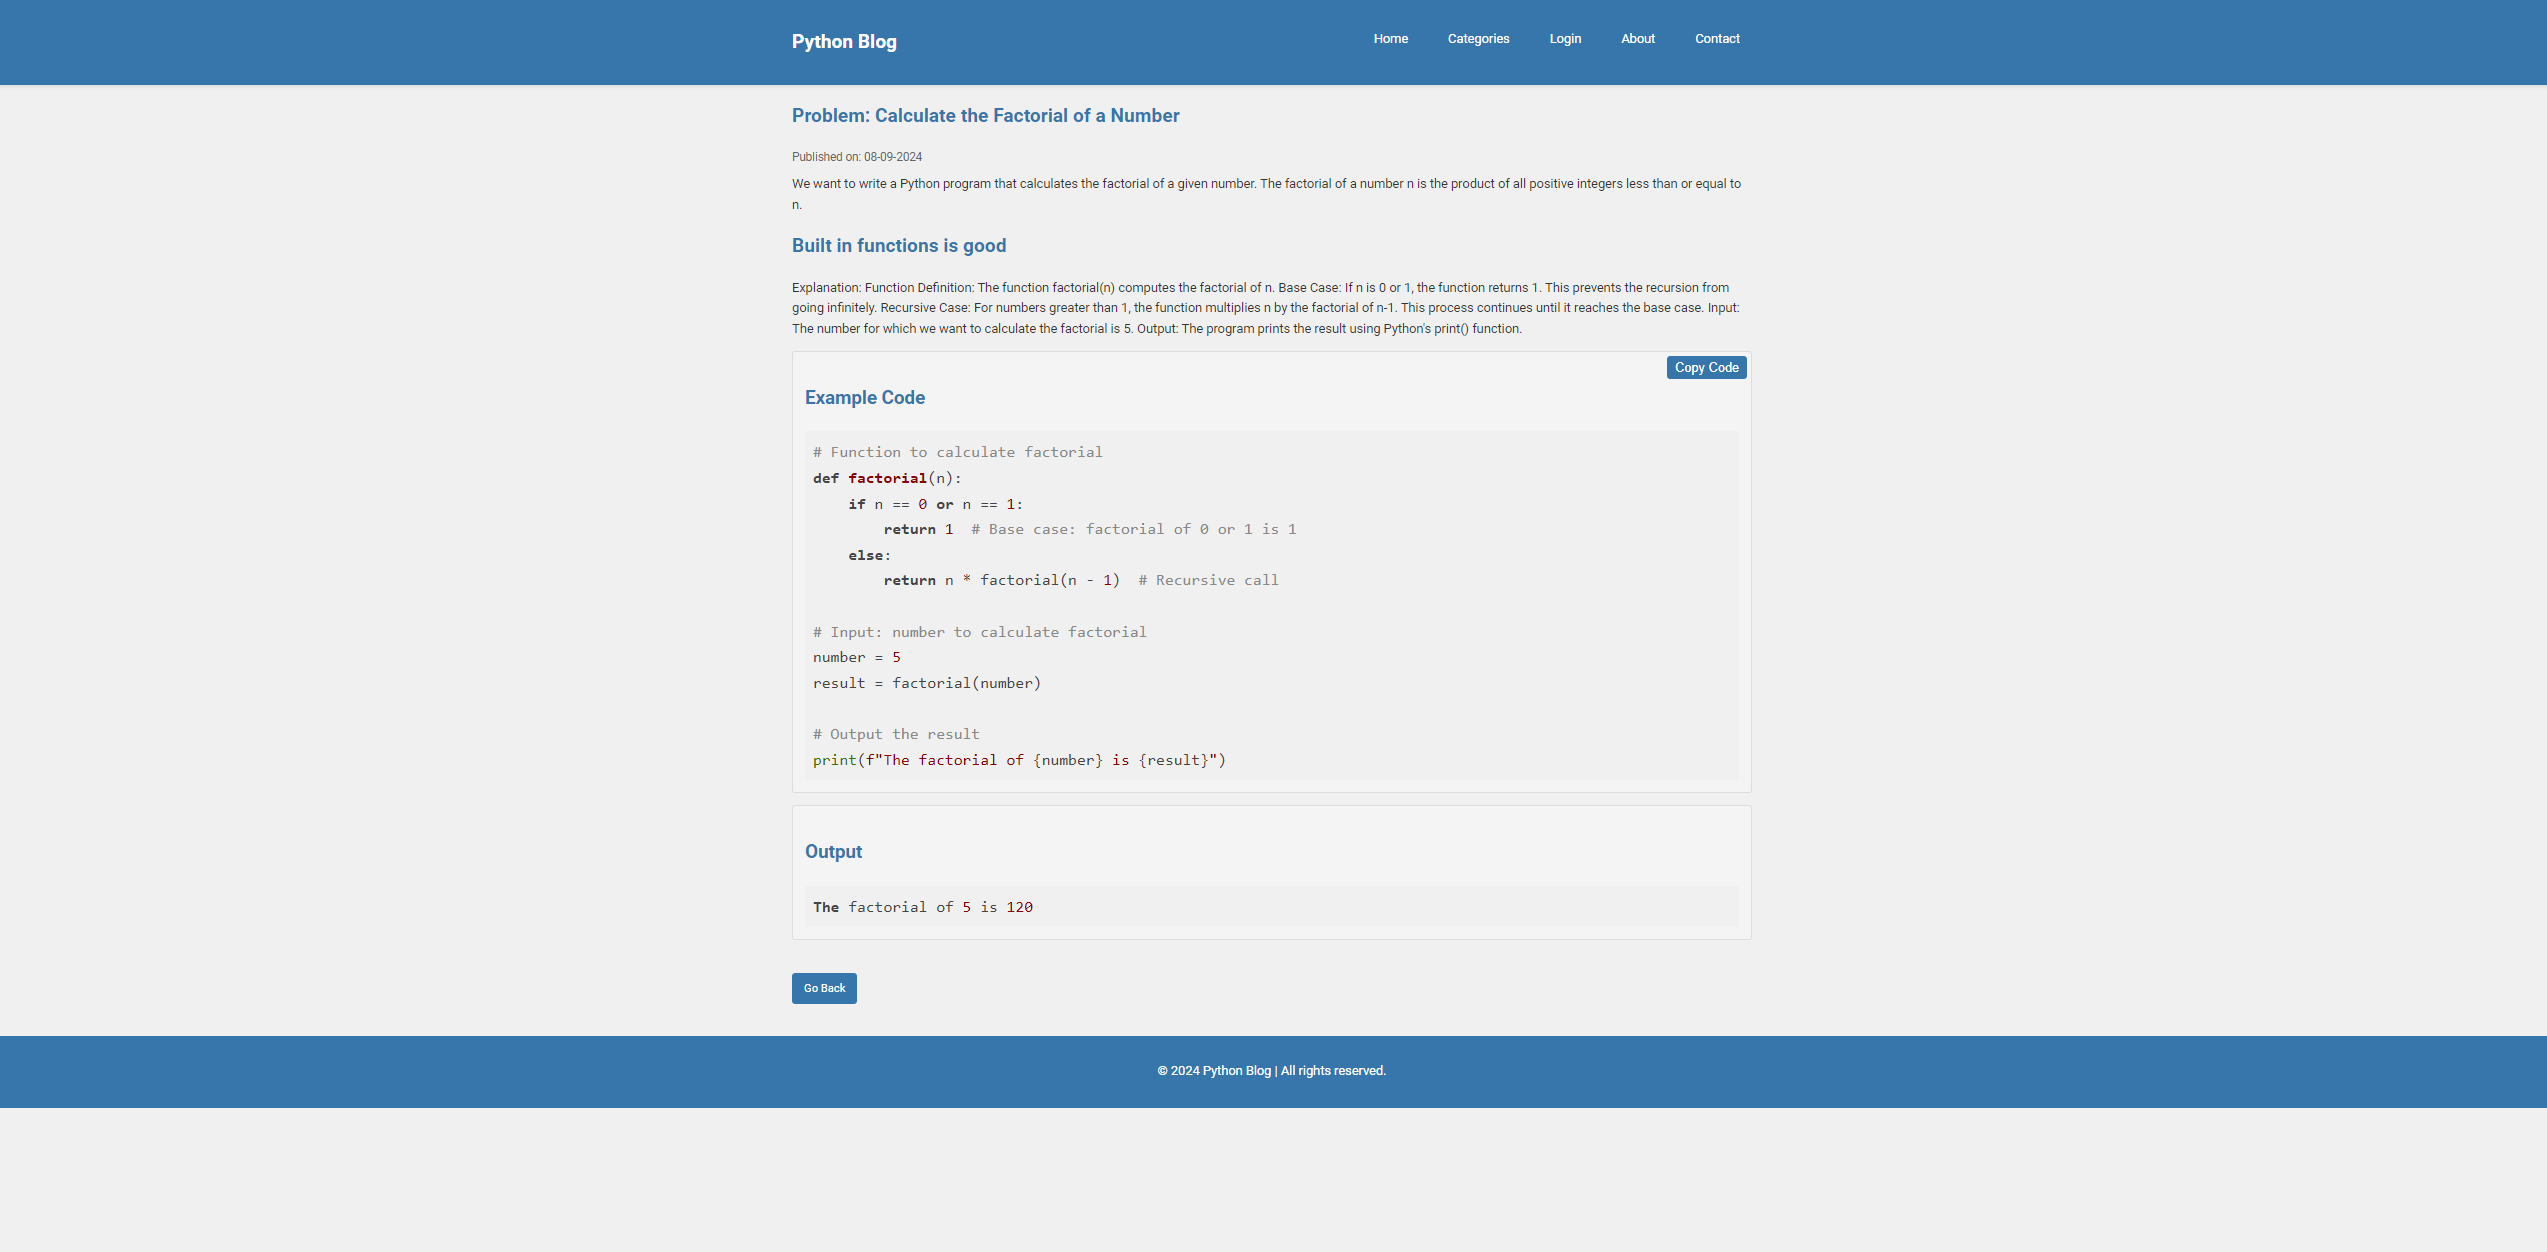 Python Blog
Home Categories Login About Contact
Problem: Calculate the Factorial of a Number
Published on: 08-09-2024
We want to write a Python program that calculates the factorial of a given number. The factorial of a number n is the product of all positive integers less than or equal to
n.
Built in functions is good
Explanation: Function Definition: The function factorial(n) computes the factorial of n. Base Case: If n is 0 or 1, the function returns 1. This prevents the recursion from
going infinitely. Recursive Case: For numbers greater than 1, the function multiplies n by the factorial of n-1. This process continues until it reaches the base case. Input:
The number for which we want to calculate the factorial is 5. Output: The program prints the result using Python's print() function.
Copy Code
Example Code
# Function to calculate factorial
def factorial(n):
    if n == 0 or n == 1:
        return 1  # Base case: factorial of 0 or 1 is 1
    else:
        return n * factorial(n - 1)  # Recursive call
# Input: number to calculate factorial
number = 5
result = factorial(number)
# Output the result
print(f"The factorial of {number} is {result}")
Output
The factorial of 5 is 120
Go Back
© 2024 Python Blog | All rights reserved.